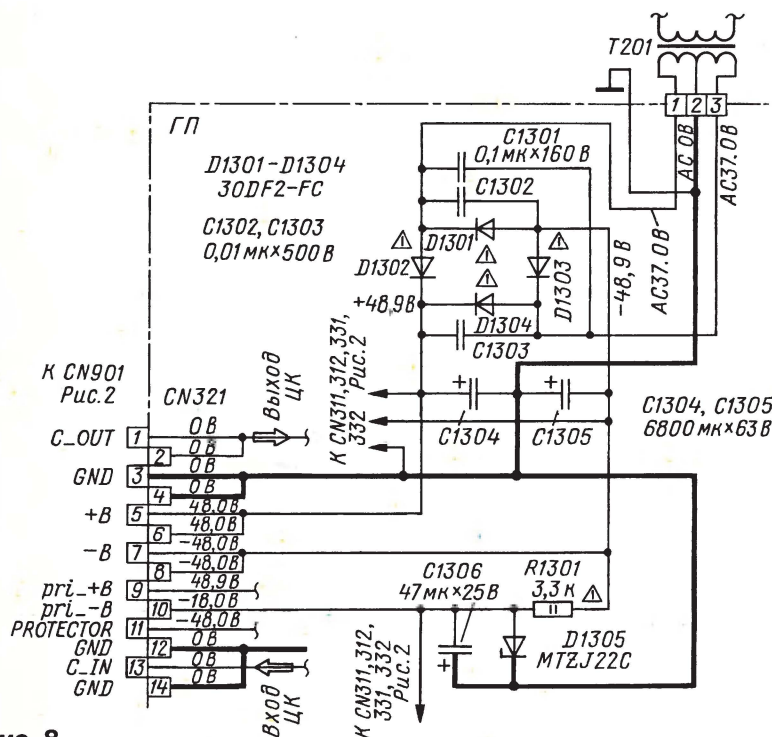 T201
1 2 3
ГП
AC 0В
AC37.0В
AC37.0В
-48,9В
C1301
0,1мк×160В
D1301-D1304
30DF2-FC
C1302
C1302, C1303
0,01мк×500В
D1301
D1302
D1303
+48,9В
D1304
C1303
К CN311,312,331,
332
Рис.2
К CN901
Рис.2
CN321
Выход
ЦК
C1304
C1305
C1304, C1305
6800мк×63В
C_OUT 1 0В
2 0В
GND 3 0В
4 0В
+B 5 48,0В
6 48,0В
-B 7 -48,0В
8 -48,0В
pri_+B 9 48,9В
pri_-B 10 -18,0В
PROTECTOR 11 -48,0В
GND 12 0В
C_IN 13 0В
GND 14 0В
Вход
ЦК
C1306
47мк×25В
R1301
3,3к
D1305
MTZJ22C
К CN311,312,
331, 332
Рис.2